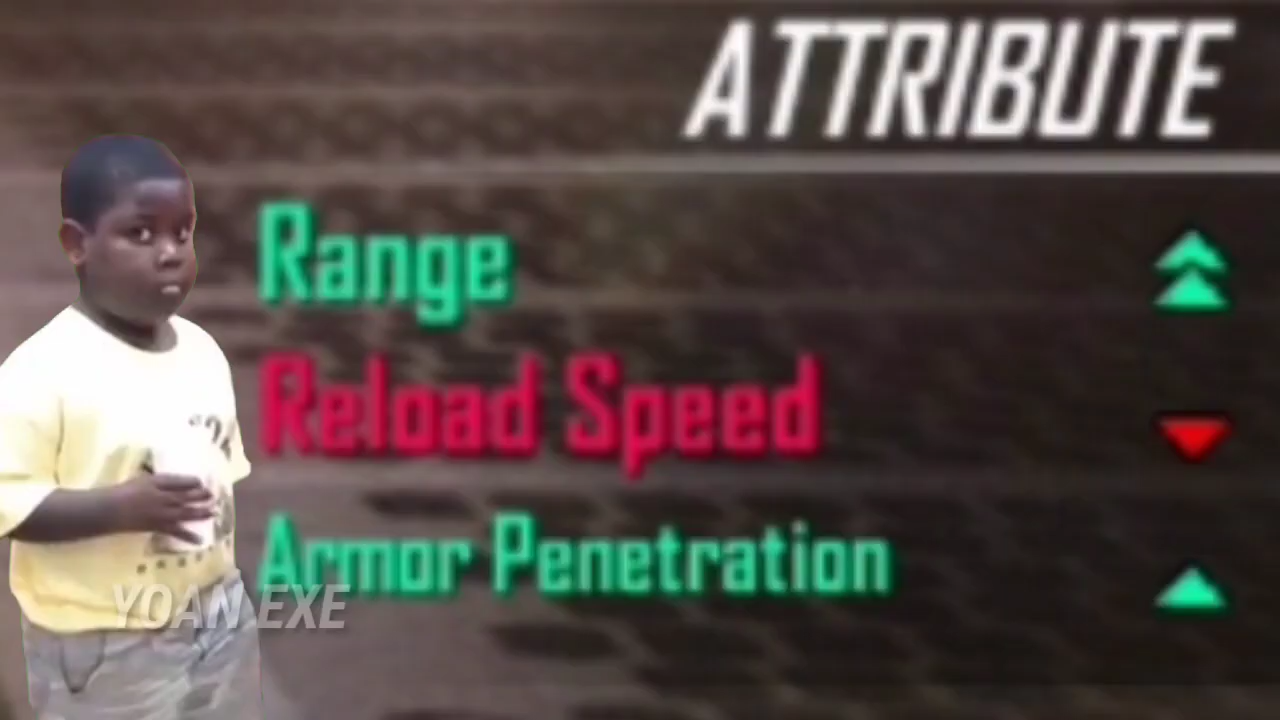 ATTRIBUTE
Range
Reload Speed
Armor Penetration
YOAN EXE